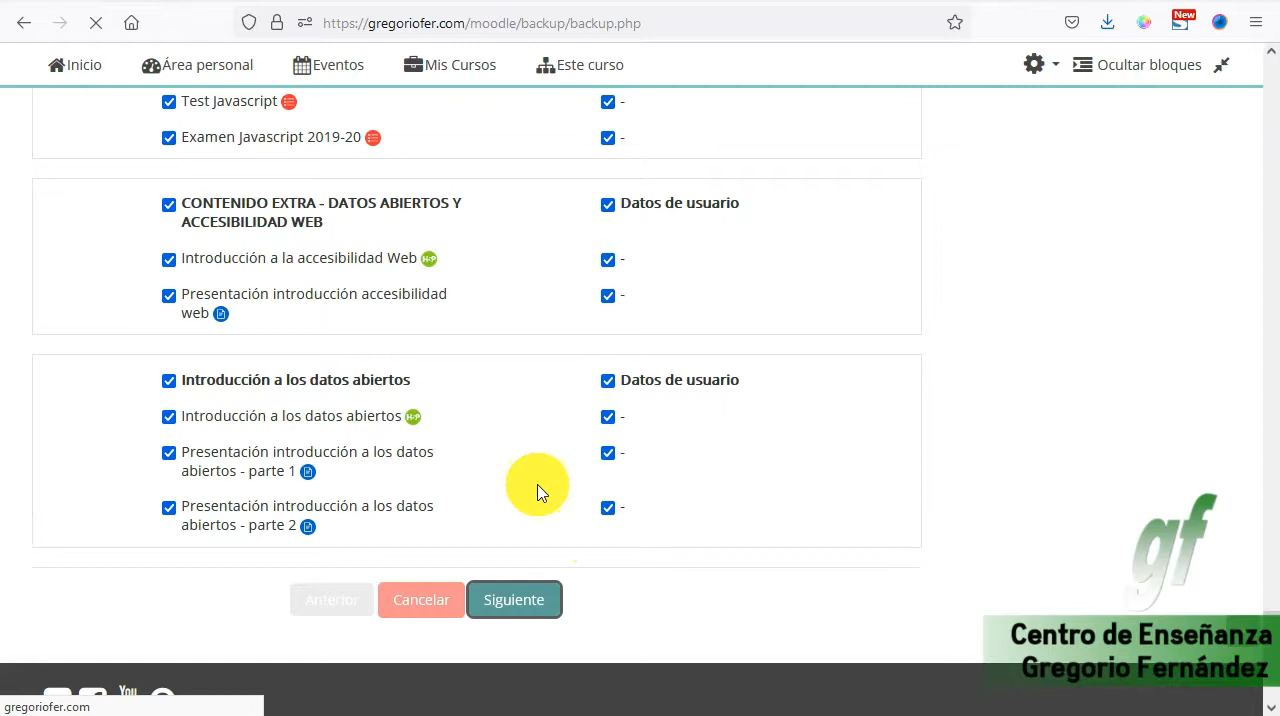 https://gregoriofer.com/moodle/backup/backup.php
New
Inicio
Área personal
Eventos
Mis Cursos
Este curso
Ocultar bloques
Test Javascript
-
Examen Javascript 2019-20
-
CONTENIDO EXTRA - DATOS ABIERTOS Y
ACCESIBILIDAD WEB
Datos de usuario
Introducción a la accesibilidad Web
H-P
-
Presentación introducción accesibilidad
web
-
Introducción a los datos abiertos
Datos de usuario
Introducción a los datos abiertos
H-P
-
Presentación introducción a los datos
abiertos - parte 1
-
Presentación introducción a los datos
abiertos - parte 2
-
Anterior
Cancelar
Siguiente
gf
Centro de Enseñanza
Gregorio Fernández
You
gregoriofer.com